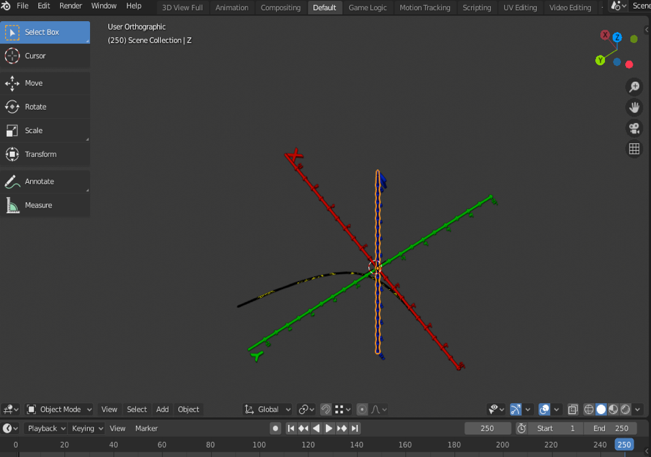 File Edit Render Window Help 3D View Full Animation Compositing Default Game Logic Motion Tracking Scripting UV Editing Video Editing Scene
User Orthographic
(250) Scene Collection | Z
Select Box
Cursor
Move
Rotate
Scale
Transform
Annotate
Measure
X
Z
Y
X
Y
Object Mode View Select Add Object Global
Playback Keying View Marker 250 Start 1 End 250
0 20 40 60 80 100 120 140 160 180 200 220 240 250